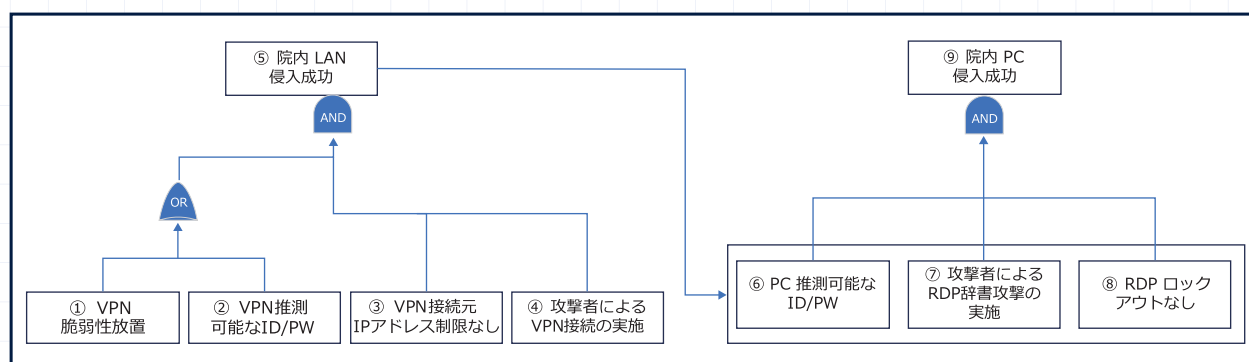 ⑤ 院内 LAN
侵入成功
AND
OR
① VPN
脆弱性放置
② VPN推測
可能なID/PW
③ VPN接続元
IPアドレス制限なし
④ 攻撃者による
VPN接続の実施
⑨ 院内 PC
侵入成功
AND
⑥ PC 推測可能な
ID/PW
⑦ 攻撃者による
RDP辞書攻撃の
実施
⑧ RDP ロック
アウトなし